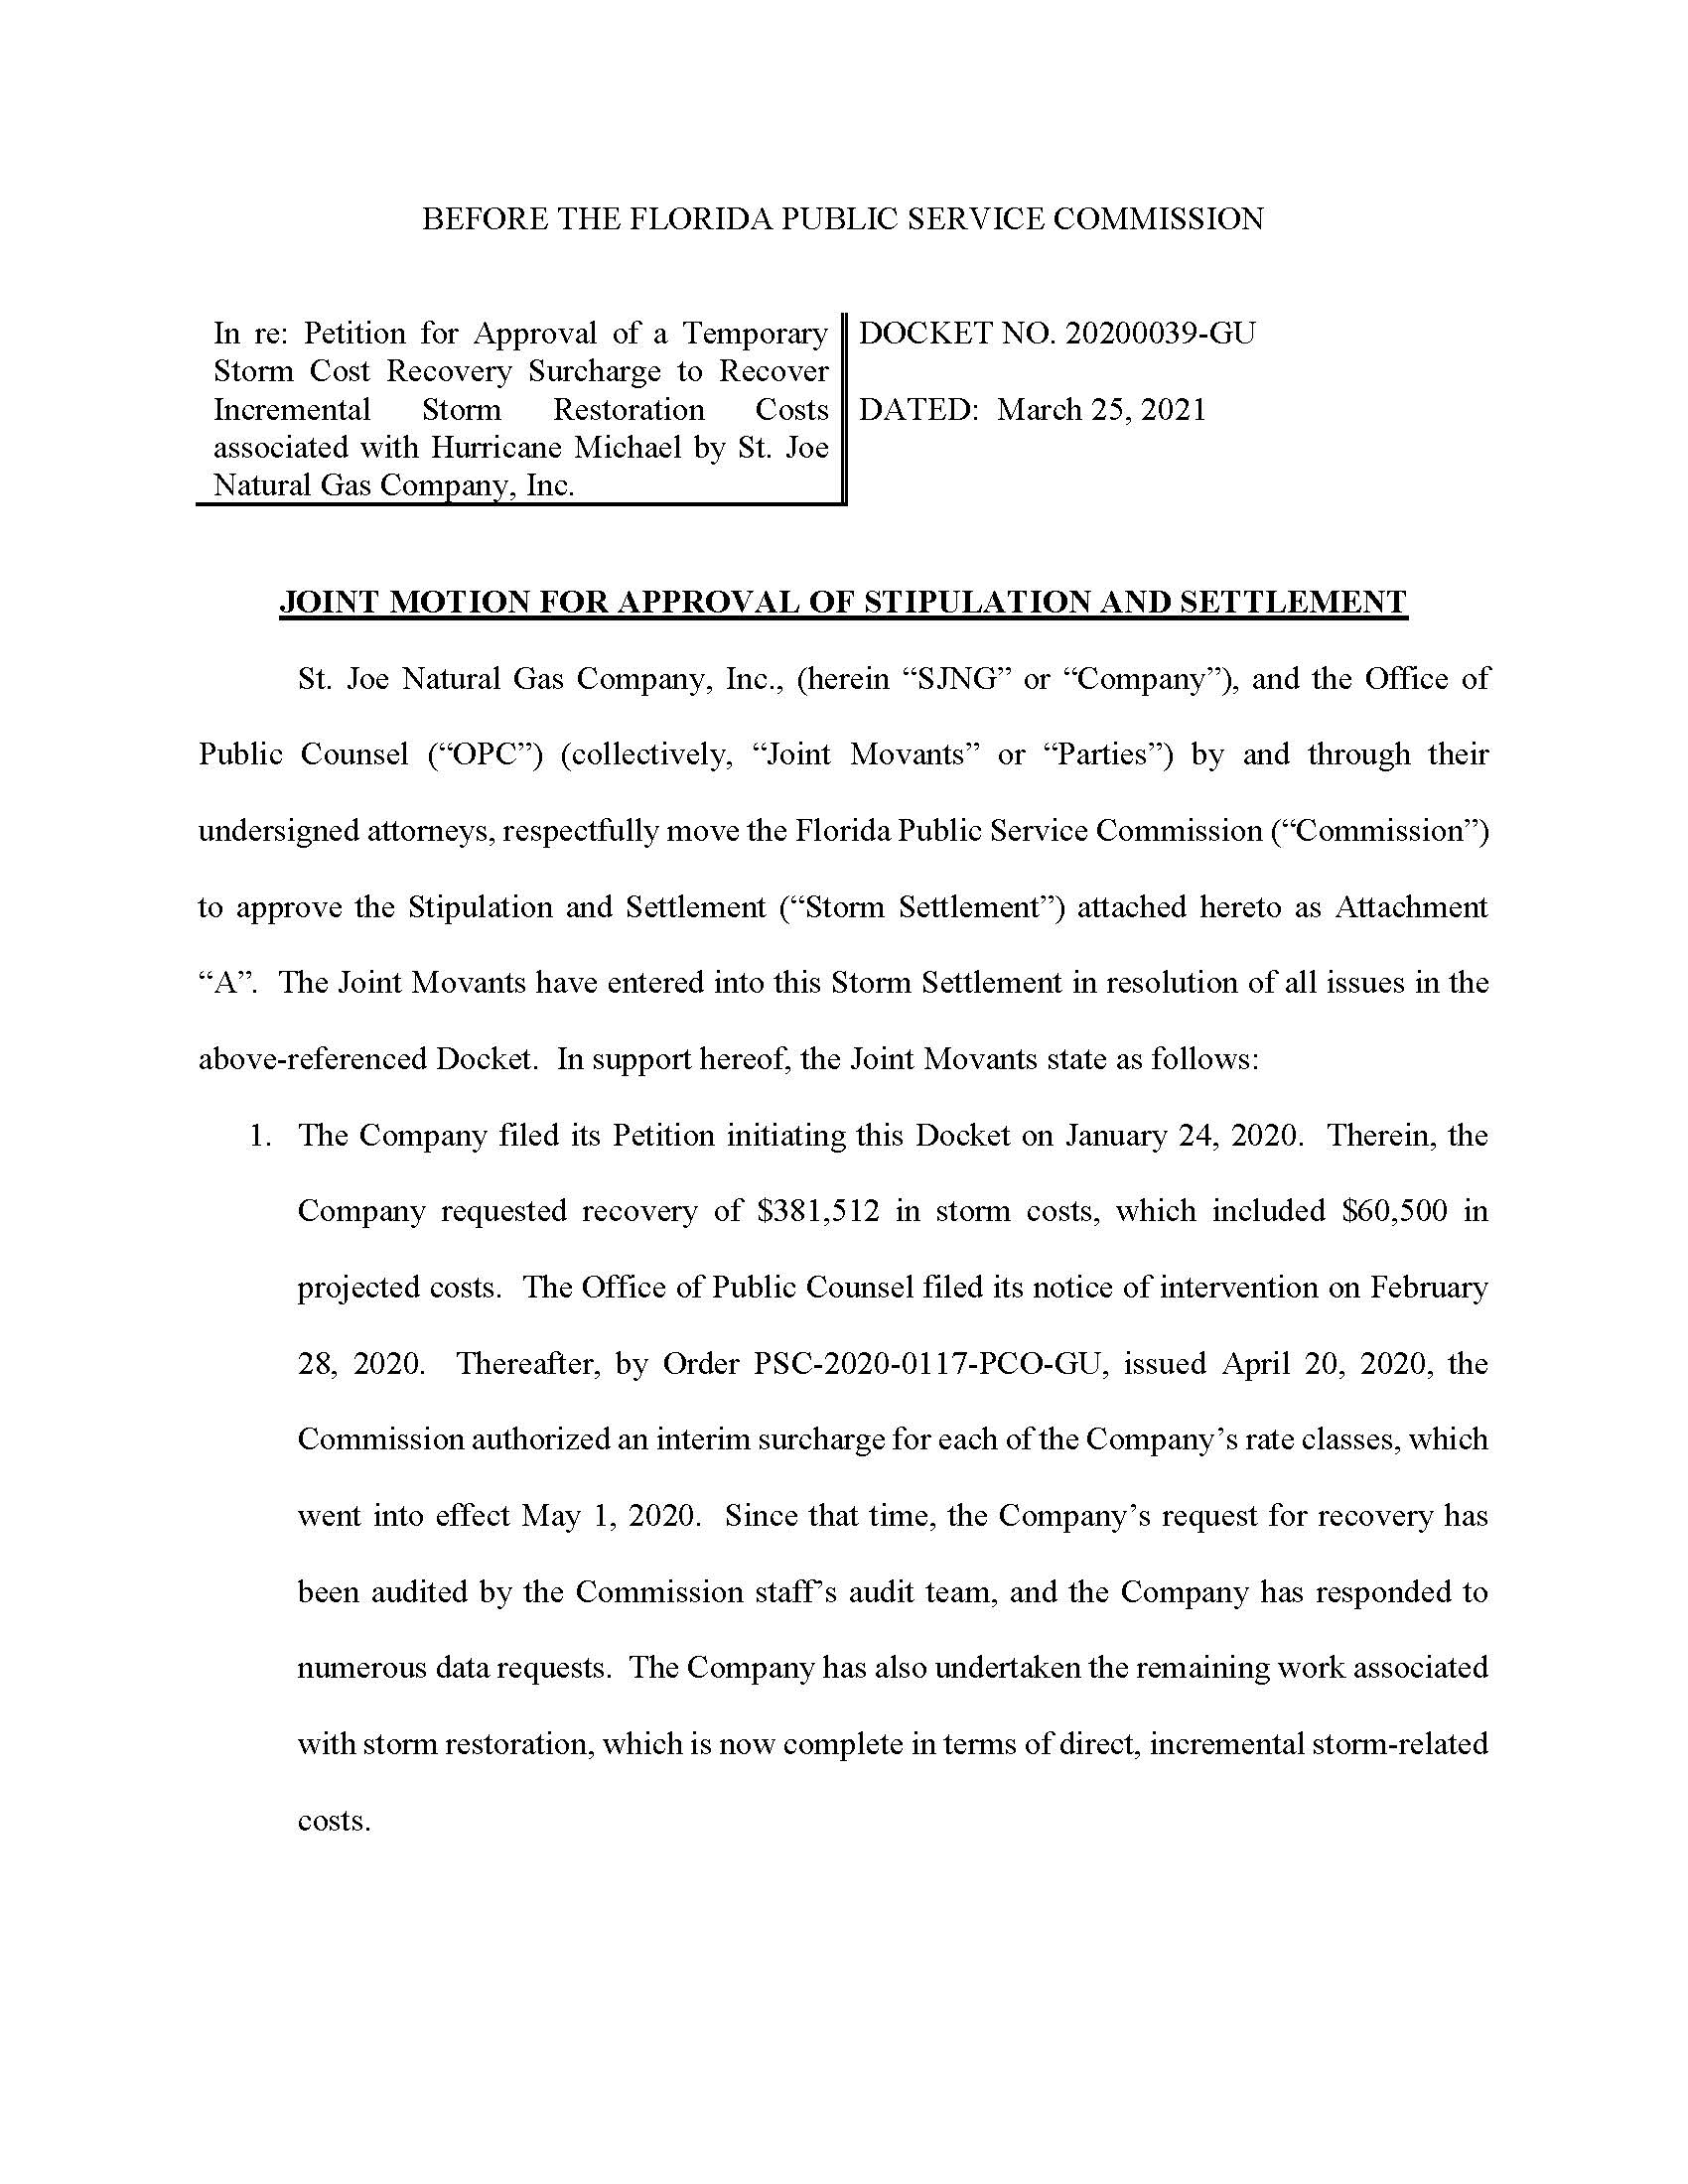 BEFORE THE FLORIDA PUBLIC SERVICE COMMISSION
In re: Petition for Approval of a Temporary
Storm Cost Recovery Surcharge to Recover
Incremental Storm Restoration Costs
associated with Hurricane Michael by St. Joe
Natural Gas Company, Inc.
DOCKET NO. 20200039-GU
DATED: March 25, 2021
JOINT MOTION FOR APPROVAL OF STIPULATION AND SETTLEMENT
St. Joe Natural Gas Company, Inc., (herein “SJNG” or “Company”), and the Office of
Public Counsel (“OPC”) (collectively, “Joint Movants” or “Parties”) by and through their
undersigned attorneys, respectfully move the Florida Public Service Commission (“Commission”)
to approve the Stipulation and Settlement (“Storm Settlement”) attached hereto as Attachment
“A”. The Joint Movants have entered into this Storm Settlement in resolution of all issues in the
above-referenced Docket. In support hereof, the Joint Movants state as follows:
1. The Company filed its Petition initiating this Docket on January 24, 2020. Therein, the
Company requested recovery of $381,512 in storm costs, which included $60,500 in
projected costs. The Office of Public Counsel filed its notice of intervention on February
28, 2020. Thereafter, by Order PSC-2020-0117-PCO-GU, issued April 20, 2020, the
Commission authorized an interim surcharge for each of the Company’s rate classes, which
went into effect May 1, 2020. Since that time, the Company’s request for recovery has
been audited by the Commission staff’s audit team, and the Company has responded to
numerous data requests. The Company has also undertaken the remaining work associated
with storm restoration, which is now complete in terms of direct, incremental storm-related
costs.